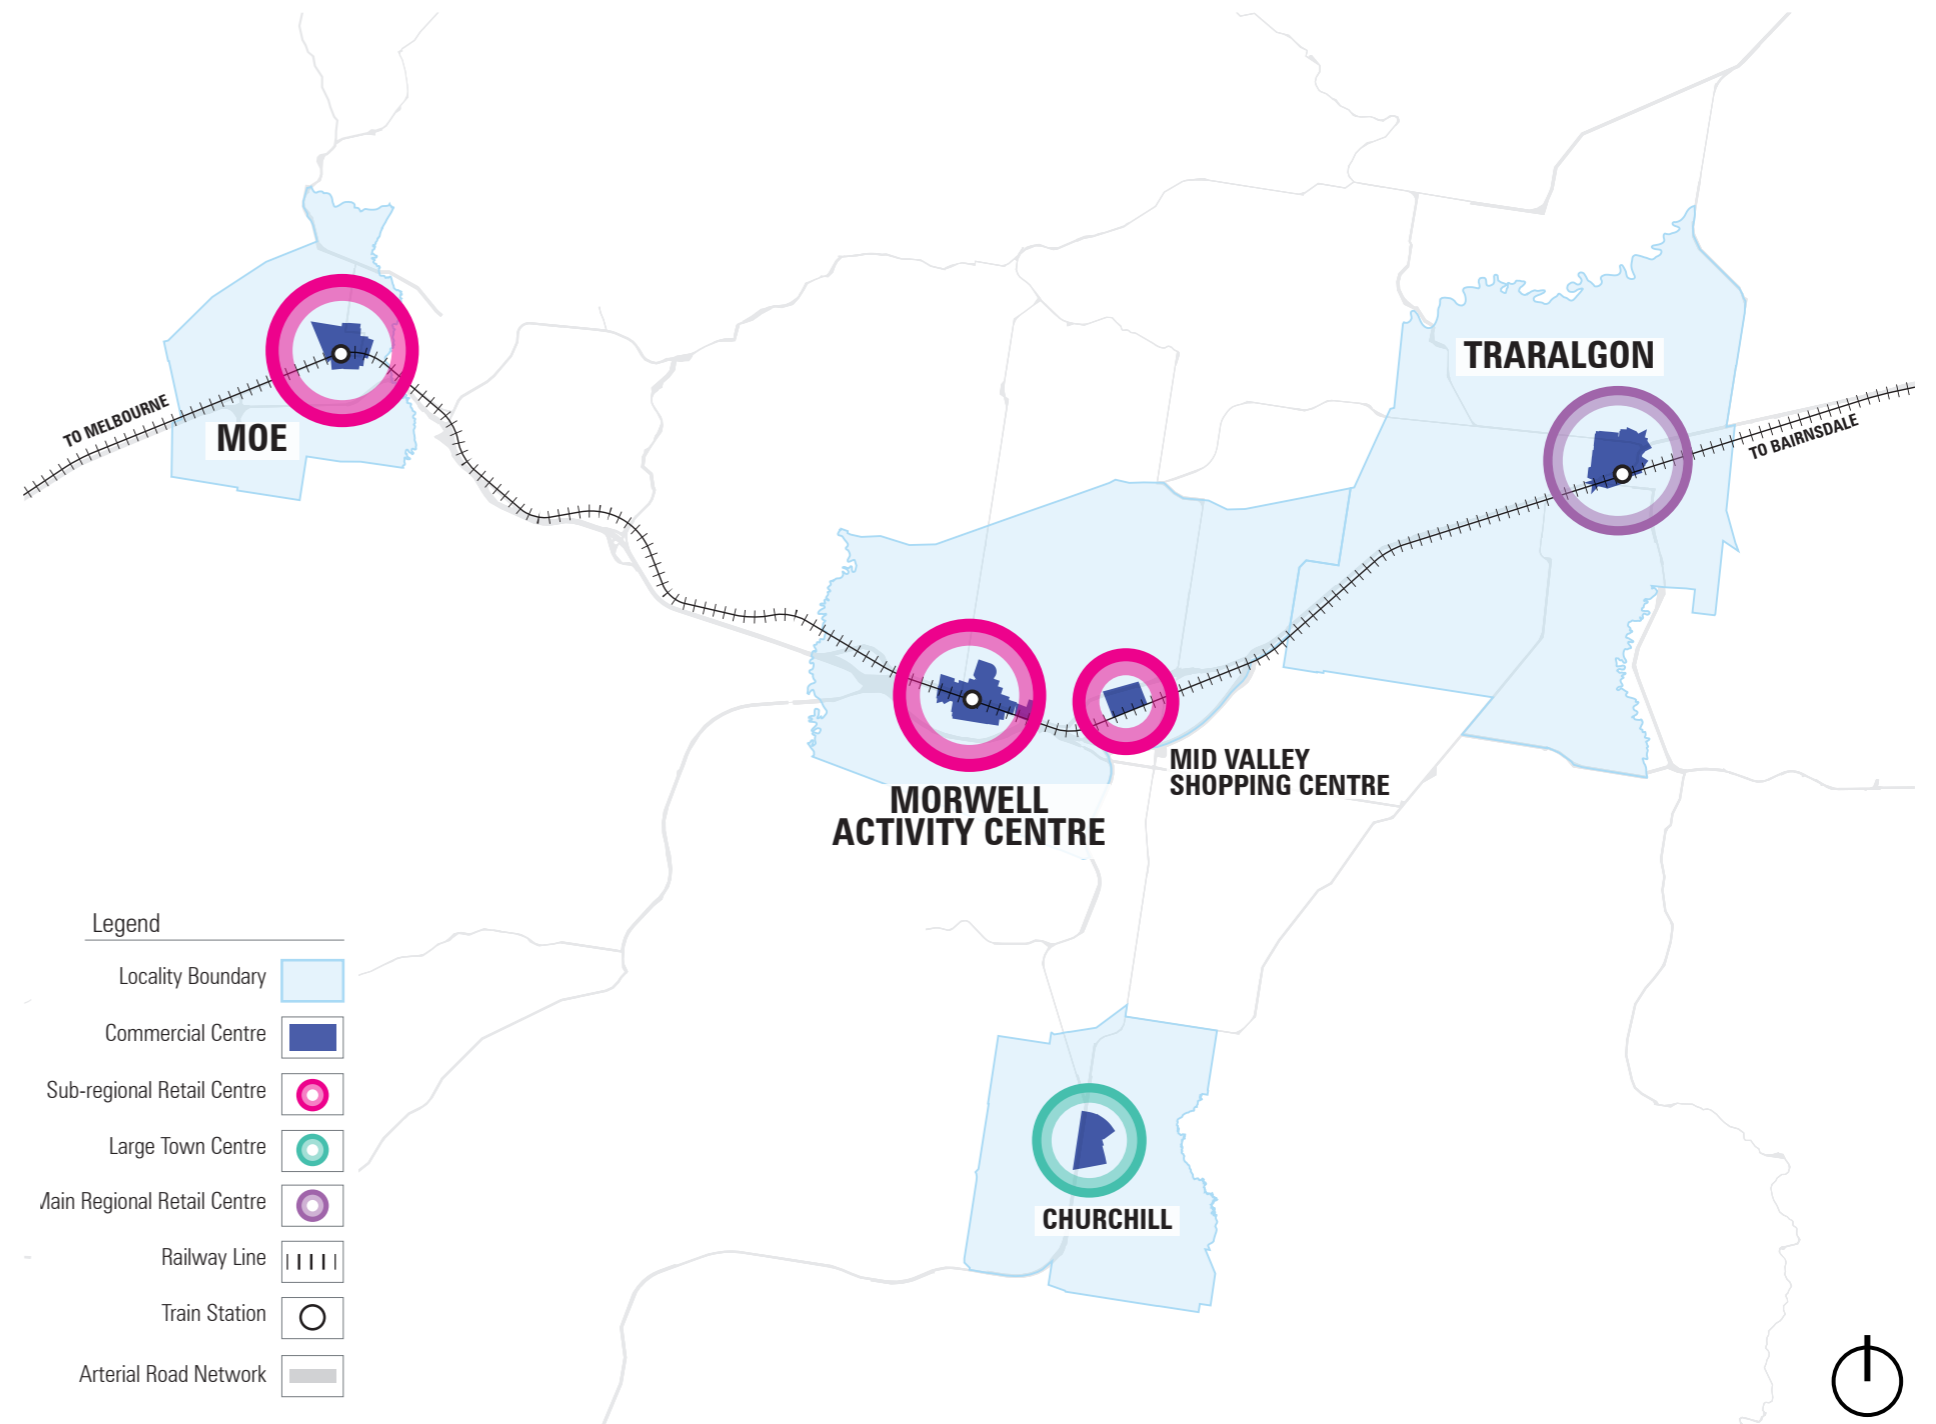 TO MELBOURNE
MOE
TRARALGON
TO BAIRNSDALE
MORWELL
ACTIVITY CENTRE
MID VALLEY
SHOPPING CENTRE
CHURCHILL
Legend
Locality Boundary
Commercial Centre
Sub-regional Retail Centre
Large Town Centre
Main Regional Retail Centre
Railway Line
Train Station
Arterial Road Network